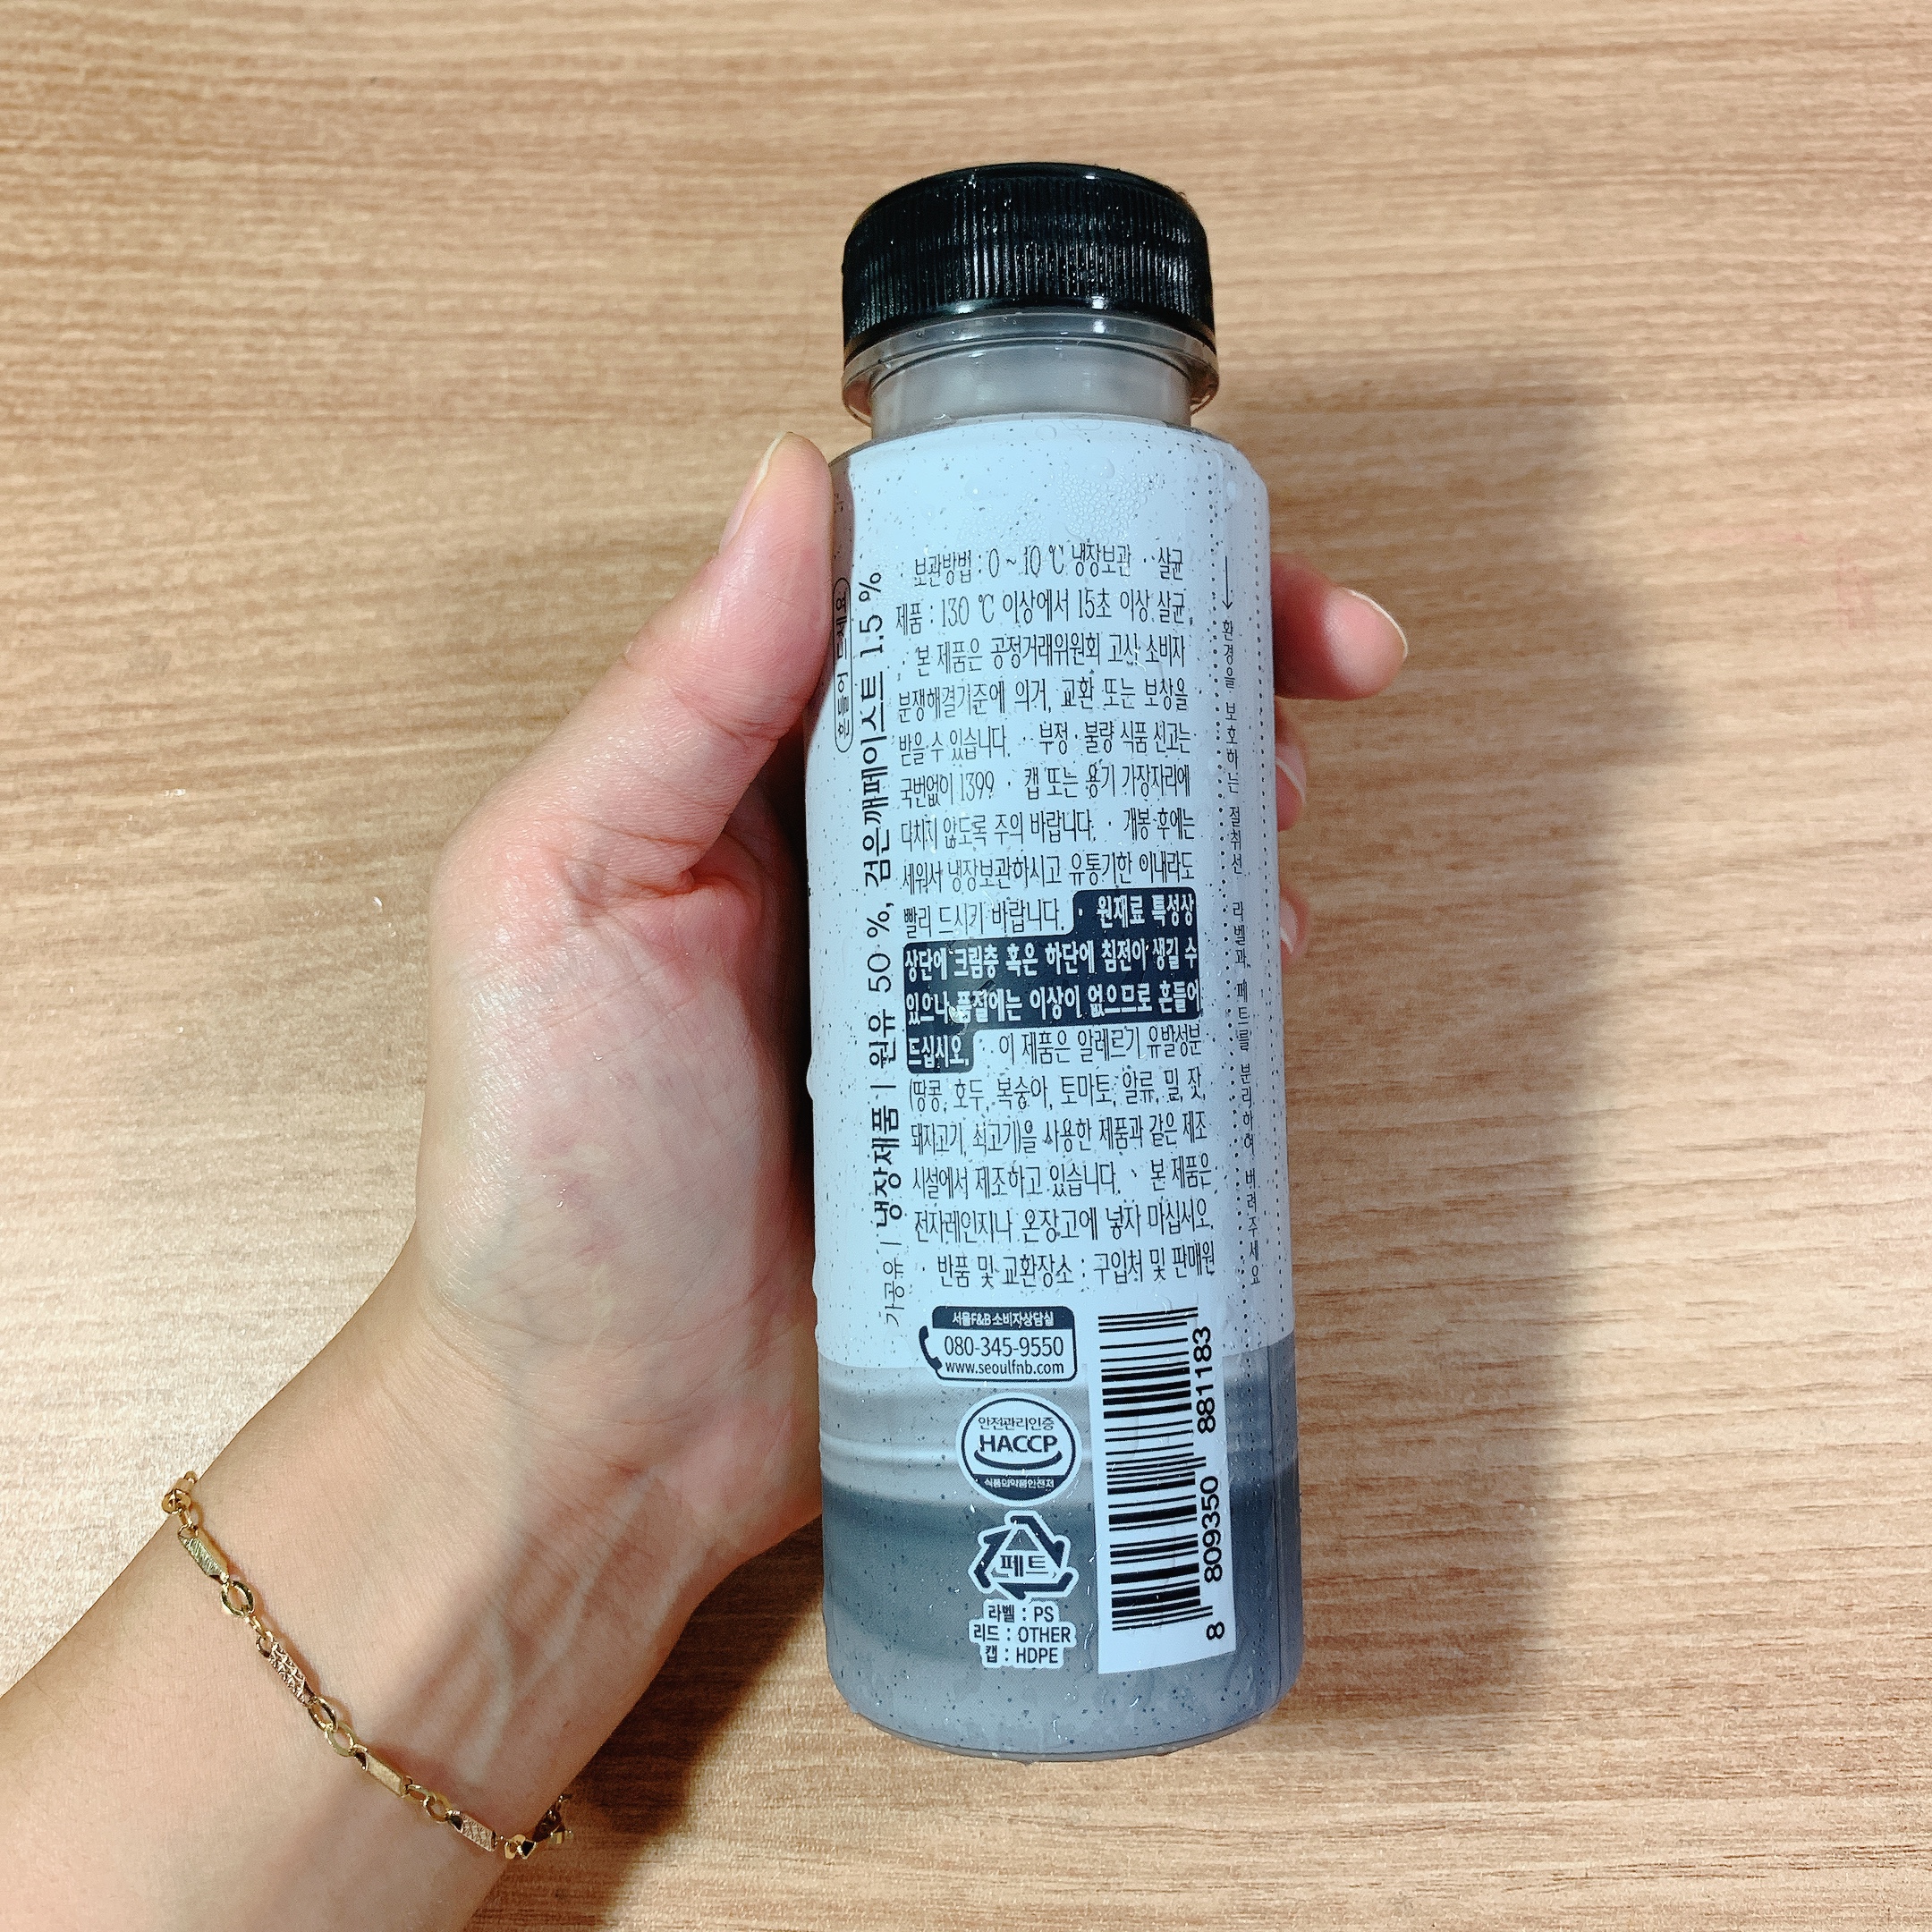 흔들어 드세요
가공유 | 냉장제품 | 원유 50 %, 검은깨페이스트 1.5 %
· 보관방법 : 0 ~ 10 ℃ 냉장보관 · 살균
제품 : 130 ℃ 이상에서 15초 이상 살균
· 본 제품은 공정거래위원회 고시 소비자
분쟁해결기준에 의거, 교환 또는 보상을
받을 수 있습니다. · 부정 · 불량 식품 신고는
국번없이 1399 · 캡 또는 용기 가장자리에
다치지 않도록 주의 바랍니다. · 개봉 후에는
세워서 냉장보관하시고 유통기한 이내라도
빨리 드시기 바랍니다. · 원재료 특성상
상단에 크림층 혹은 하단에 침전이 생길 수
있으나 품질에는 이상이 없으므로 흔들어
드십시오. · 이 제품은 알레르기 유발성분
(땅콩, 호두, 복숭아, 토마토, 알류, 밀, 잣,
돼지고기, 쇠고기)을 사용한 제품과 같은 제조
시설에서 제조하고 있습니다. · 본 제품은
전자레인지나 온장고에 넣지 마십시오.
· 반품 및 교환장소 : 구입처 및 판매원
환경을 보호하는 절취선 라벨과 페트를 분리하여 버려주세요
서울F&B 소비자상담실
080-345-9550
www.seoulfnb.com
안전관리인증
HACCP
식품의약품안전처
페트
라벨 : PS
리드 : OTHER
캡 : HDPE
8 809350 881183